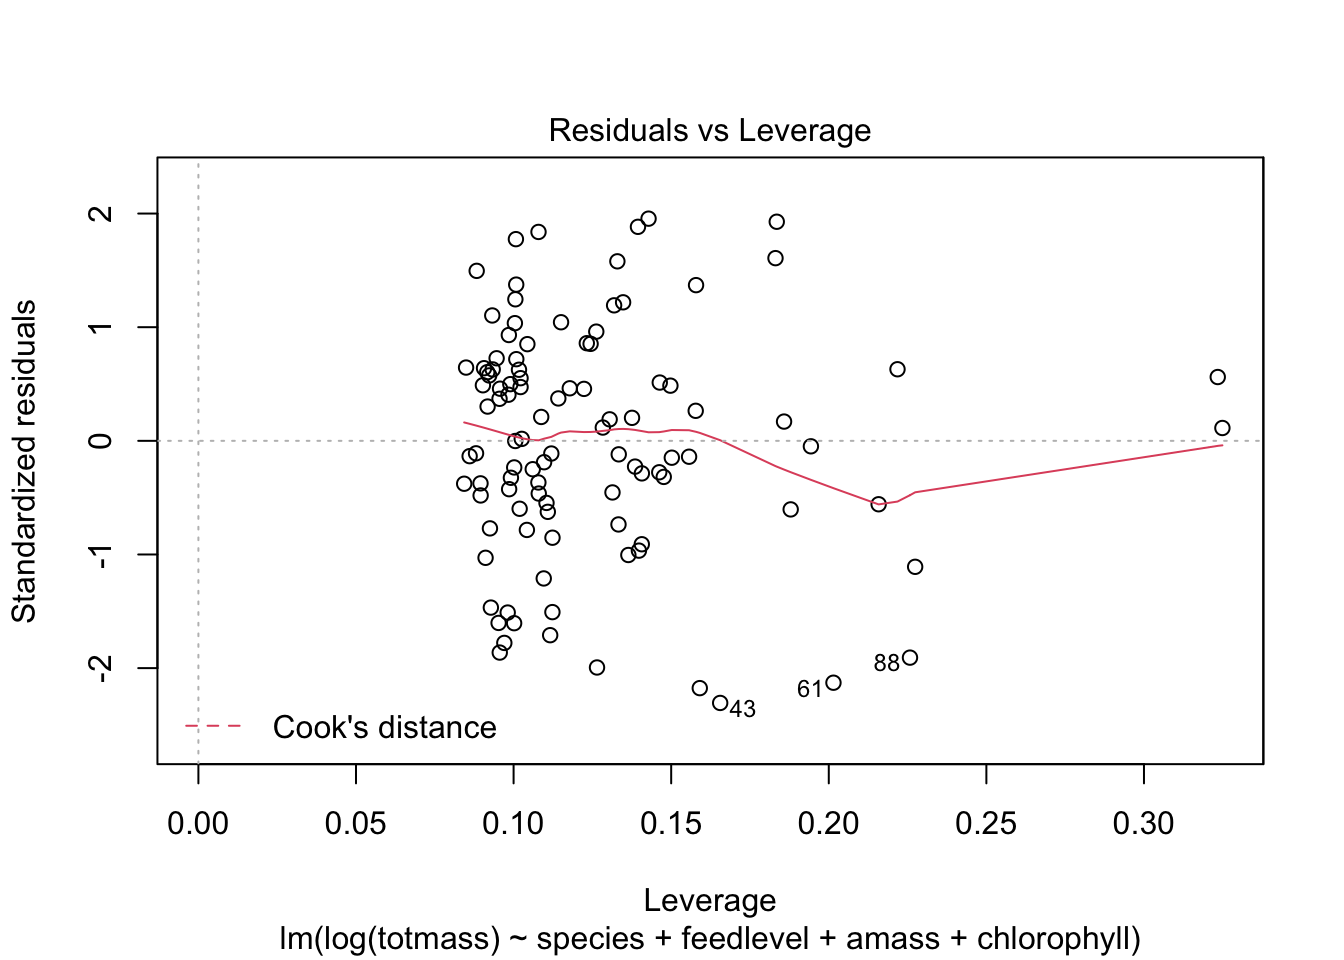 Residuals vs Leverage
Standardized residuals
2
1
0
-1
-2
88
61
43
Cook's distance
0.00 0.05 0.10 0.15 0.20 0.25 0.30
Leverage
lm(log(totmass) ~ species + feedlevel + amass + chlorophyll)